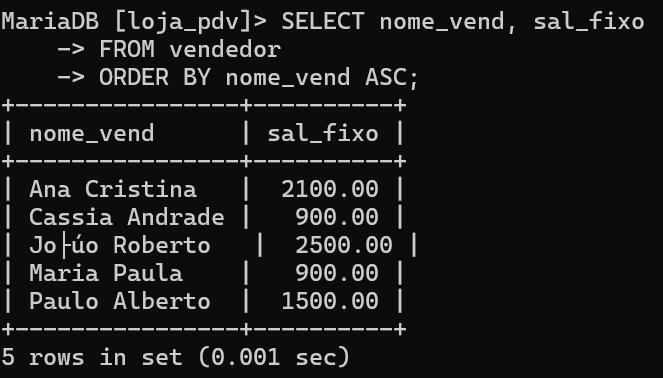 MariaDB [loja_pdv]> SELECT nome_vend, sal_fixo
    -> FROM vendedor
    -> ORDER BY nome_vend ASC;
+----------------+----------+
| nome_vend      | sal_fixo |
+----------------+----------+
| Ana Cristina   |  2100.00 |
| Cassia Andrade |   900.00 |
| Jo├úo Roberto   |  2500.00 |
| Maria Paula    |   900.00 |
| Paulo Alberto  |  1500.00 |
+----------------+----------+
5 rows in set (0.001 sec)